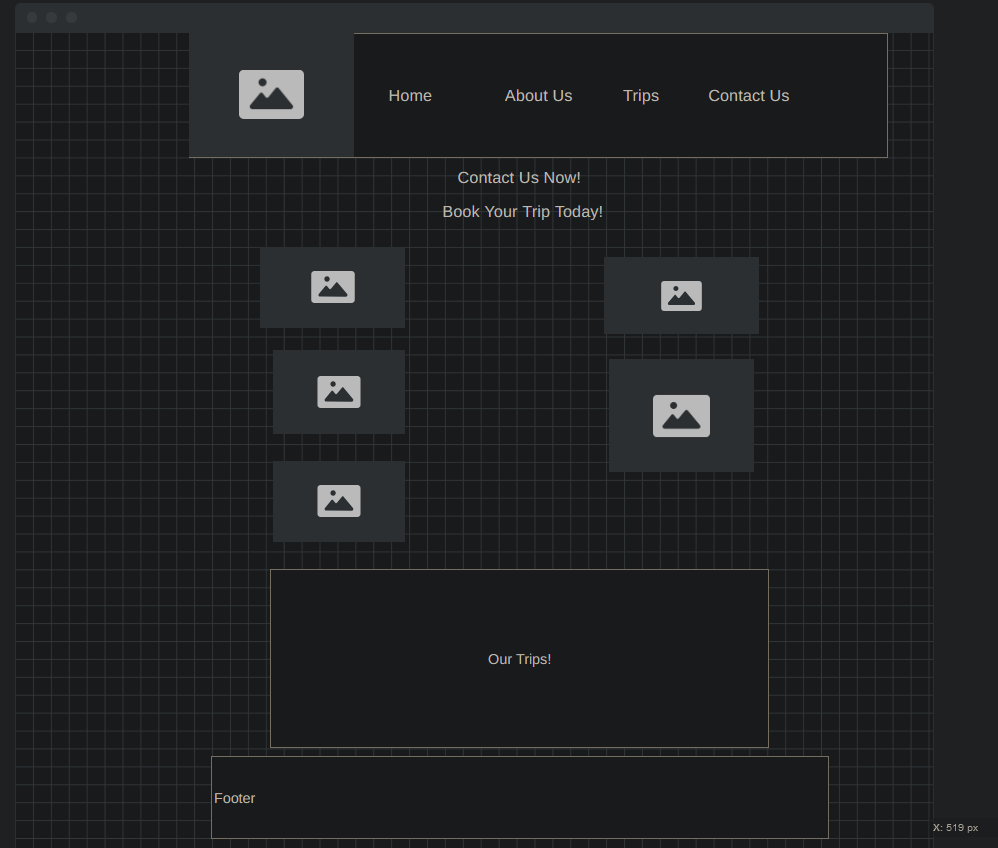 Home About Us Trips Contact Us
Contact Us Now!
Book Your Trip Today!
Our Trips!
Footer
X: 519 px